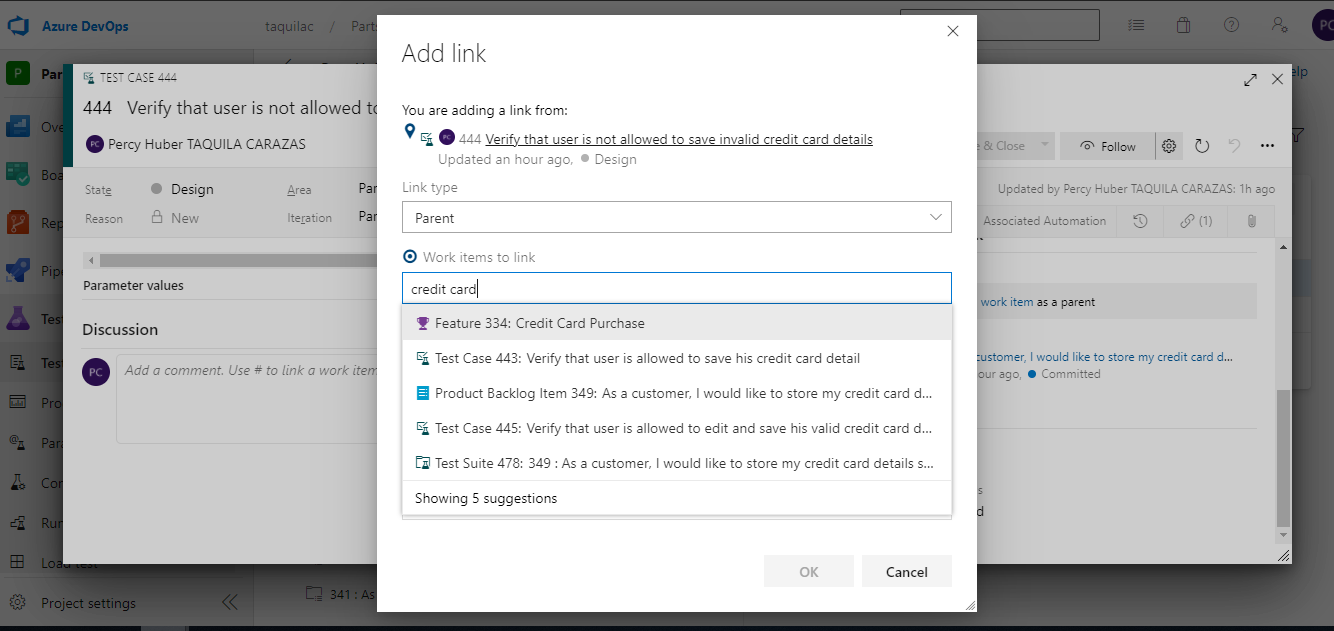 Azure DevOps
taquilac / Part
PC
P Par
elp
Ove
Boa
Rep
Pipe
Test
Test
Pro
Para
Con
Run
Load test
Project settings
341 : As
TEST CASE 444
444 Verify that user is not allowed to
PC Percy Huber TAQUILA CARAZAS
e & Close
Follow
State Design
Area Par
Reason New
Iteration Par
Updated by Percy Huber TAQUILA CARAZAS: 1h ago
Associated Automation
(1)
Parameter values
Discussion
PC
Add a comment. Use # to link a work item
work item as a parent
customer, I would like to store my credit card d...
our ago, Committed
s
d
Add link
You are adding a link from:
PC 444 Verify that user is not allowed to save invalid credit card details
Updated an hour ago, Design
Link type
Parent
Work items to link
credit card
Feature 334: Credit Card Purchase
Test Case 443: Verify that user is allowed to save his credit card detail
Product Backlog Item 349: As a customer, I would like to store my credit card d...
Test Case 445: Verify that user is allowed to edit and save his valid credit card d...
Test Suite 478: 349 : As a customer, I would like to store my credit card details s...
Showing 5 suggestions
OK
Cancel